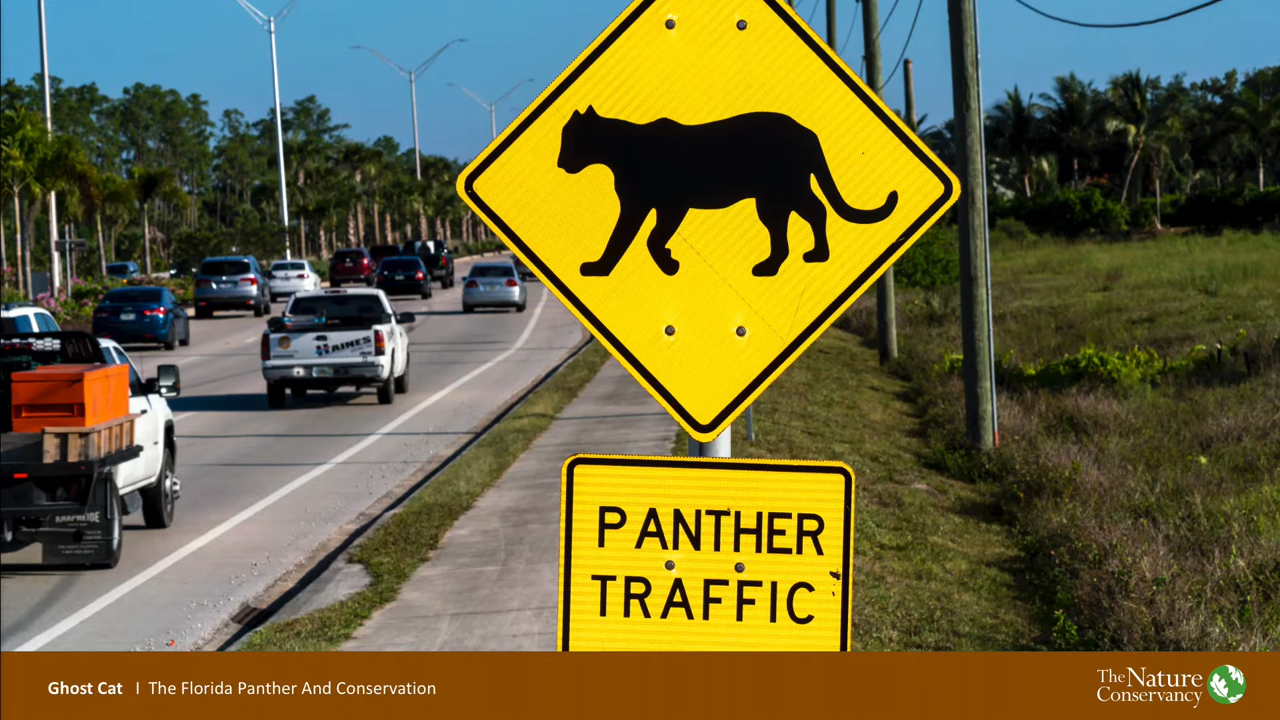 PANTHER
TRAFFIC
HAINES
Ghost Cat | The Florida Panther And Conservation
The Nature
Conservancy